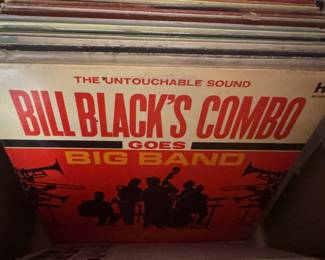 THE UNTOUCHABLE SOUND
BILL BLACK'S COMBO
GOES
BIG BAND